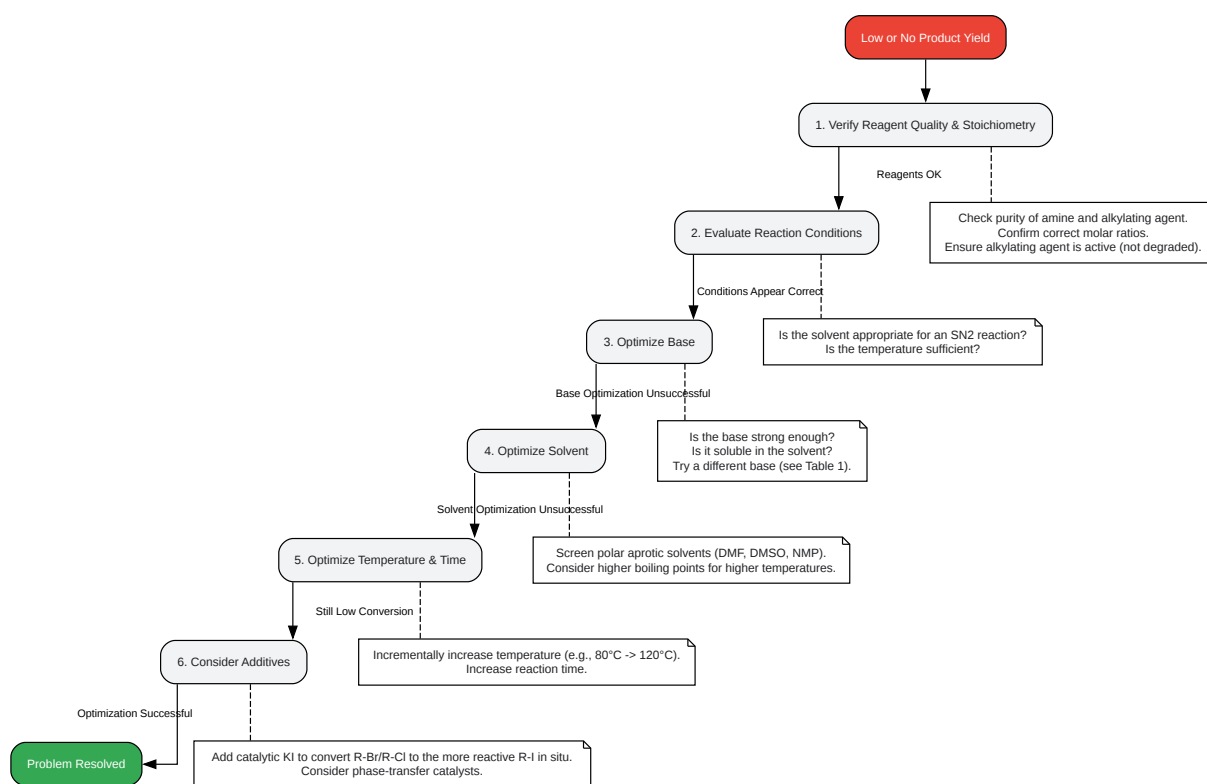 Low or No Product Yield
1. Verify Reagent Quality & Stoichiometry
Reagents OK
Check purity of amine and alkylating agent.
Confirm correct molar ratios.
Ensure alkylating agent is active (not degraded).
2. Evaluate Reaction Conditions
Conditions Appear Correct
Is the solvent appropriate for an SN2 reaction?
Is the temperature sufficient?
3. Optimize Base
Base Optimization Unsuccessful
Is the base strong enough?
Is it soluble in the solvent?
Try a different base (see Table 1).
4. Optimize Solvent
Solvent Optimization Unsuccessful
Screen polar aprotic solvents (DMF, DMSO, NMP).
Consider higher boiling points for higher temperatures.
5. Optimize Temperature & Time
Still Low Conversion
Incrementally increase temperature (e.g., 80°C -> 120°C).
Increase reaction time.
6. Consider Additives
Optimization Successful
Add catalytic KI to convert R-Br/R-Cl to the more reactive R-I in situ.
Consider phase-transfer catalysts.
Problem Resolved